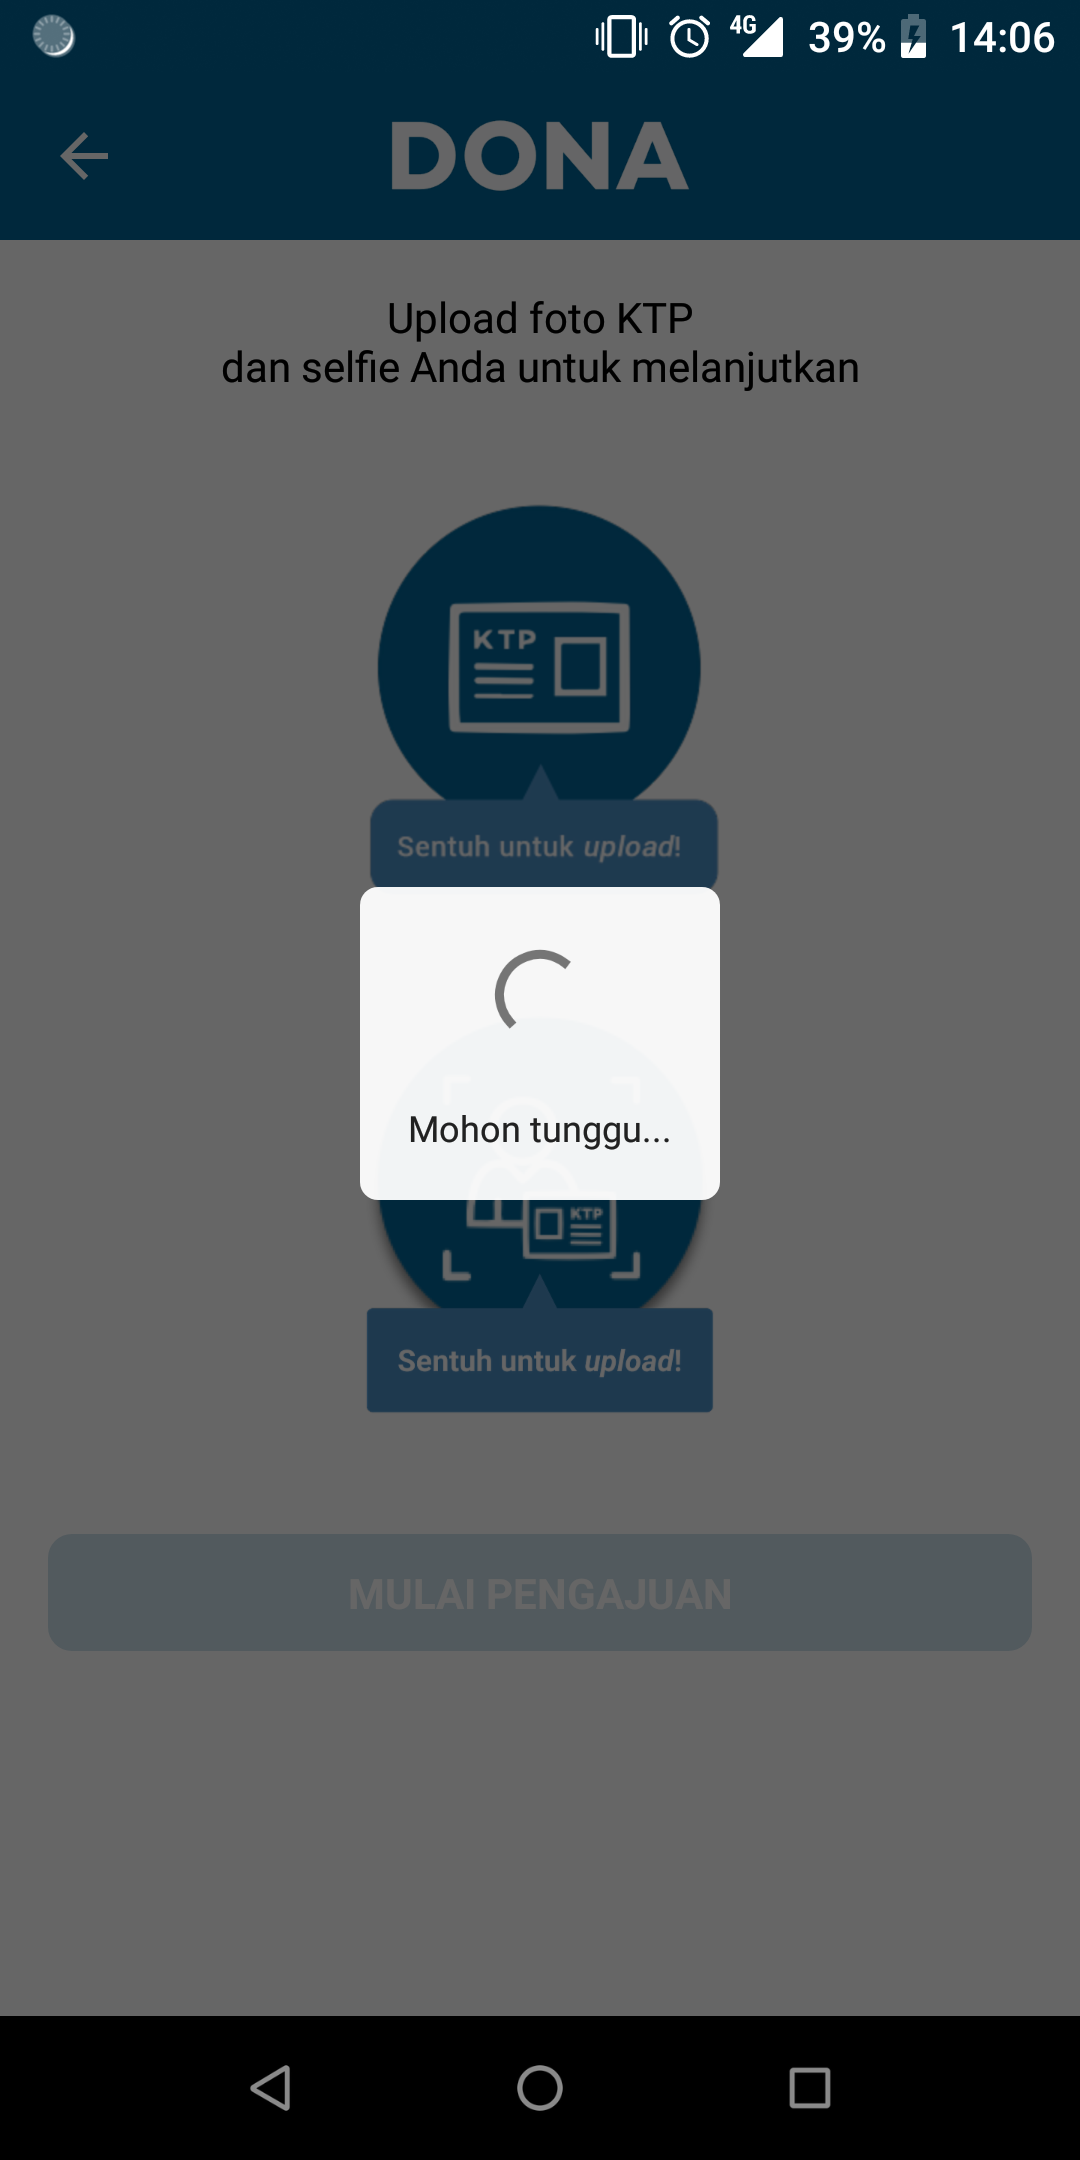 4G 39% 14:06
DONA
Upload foto KTP
dan selfie Anda untuk melanjutkan
KTP
Sentuh untuk upload!
Mohon tunggu...
KTP
Sentuh untuk upload!
MULAI PENGAJUAN